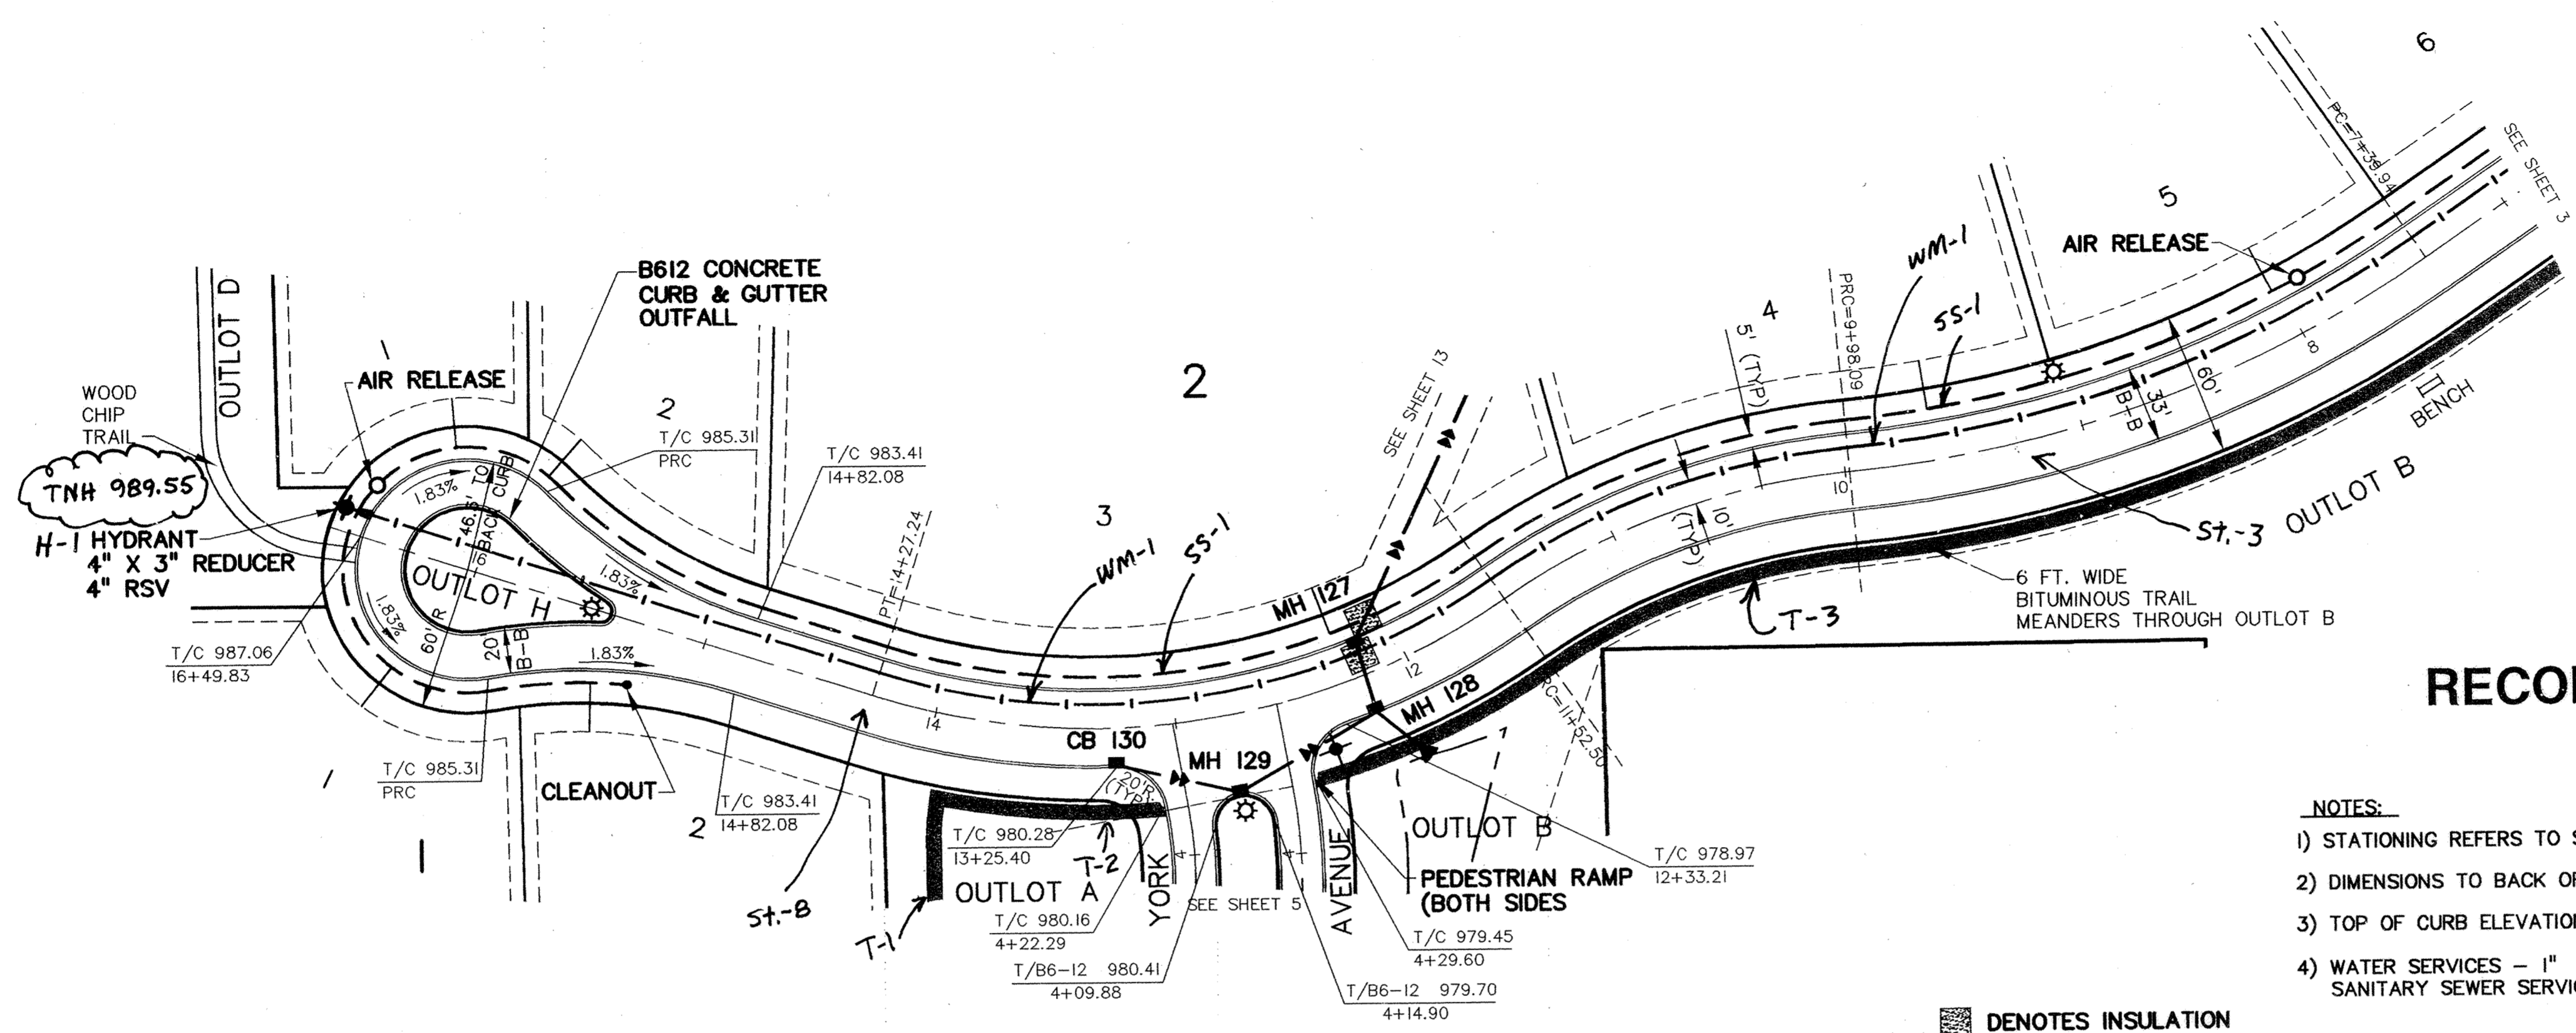 6
PC=7+39.94
SEE SHEET 3
5
AIR RELEASE
WM-1
SS-1
4
5' (TYP)
PRC=9+98.09
8
60'
33'
B-B
BENCH
OUTLOT B
10
10'
(TYP)
St.-3
6 FT. WIDE
BITUMINOUS TRAIL
MEANDERS THROUGH OUTLOT B
T-3
SEE SHEET 13
2
OUTLOT D
B612 CONCRETE
CURB & GUTTER
OUTFALL
1
AIR RELEASE
WOOD
CHIP
TRAIL
2
T/C 985.31
PRC
T/C 983.41
14+82.08
TNH 989.55
H-1 HYDRANT
4" X 3" REDUCER
4" RSV
1.83%
46.5' TO
BACK CURB
OUTLOT H
1.83%
1.83%
60' R
20'
B-B
1.83%
PT=14+27.24
3
WM-1
SS-1
MH 127
12
MH 128
14
T/C 987.06
16+49.83
T/C 985.31
PRC
CLEANOUT
1
T/C 983.41
14+82.08
2
1
CB 130
MH 129
20'R.
T/C 980.28
13+25.40
T-2
St.-8
T-1
OUTLOT A
T/C 980.16
4+22.29
T/B6-12 980.41
4+09.88
YORK
4
4
SEE SHEET 5
AVENUE
OUTLOT B
PEDESTRIAN RAMP
(BOTH SIDES
T/C 978.97
12+33.21
T/C 979.45
4+29.60
T/B6-12 979.70
4+14.90
RECO
NOTES:
1) STATIONING REFERS TO S
2) DIMENSIONS TO BACK OF
3) TOP OF CURB ELEVATIO
4) WATER SERVICES – 1"
SANITARY SEWER SERVI
DENOTES INSULATION